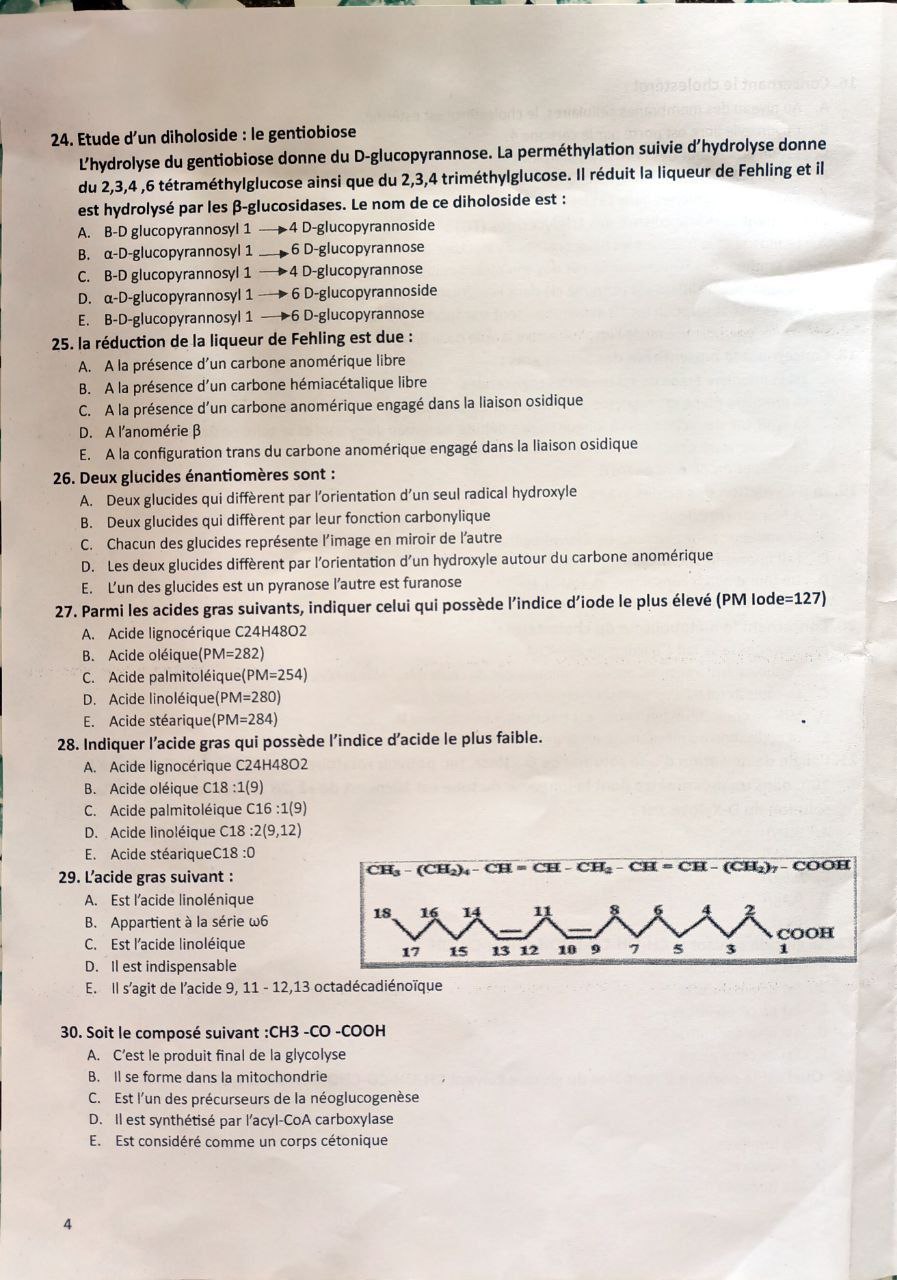 24. Etude d'un diholoside : le gentiobiose
L'hydrolyse du gentiobiose donne du D-glucopyrannose. La perméthylation suivie d'hydrolyse donne
du 2,3,4 ,6 tétraméthylglucose ainsi que du 2,3,4 triméthylglucose. Il réduit la liqueur de Fehling et il
est hydrolysé par les β-glucosidases. Le nom de ce diholoside est :
A. B-D glucopyrannosyl 1 → 4 D-glucopyrannoside
B. α-D-glucopyrannosyl 1 → 6 D-glucopyrannose
C. B-D glucopyrannosyl 1 → 4 D-glucopyrannose
D. α-D-glucopyrannosyl 1 → 6 D-glucopyrannoside
E. B-D-glucopyrannosyl 1 → 6 D-glucopyrannose
25. la réduction de la liqueur de Fehling est due :
A. A la présence d'un carbone anomérique libre
B. A la présence d'un carbone hémiacétalique libre
C. A la présence d'un carbone anomérique engagé dans la liaison osidique
D. A l'anomérie β
E. A la configuration trans du carbone anomérique engagé dans la liaison osidique
26. Deux glucides énantiomères sont :
A. Deux glucides qui diffèrent par l'orientation d'un seul radical hydroxyle
B. Deux glucides qui diffèrent par leur fonction carbonylique
C. Chacun des glucides représente l'image en miroir de l'autre
D. Les deux glucides diffèrent par l'orientation d'un hydroxyle autour du carbone anomérique
E. L'un des glucides est un pyranose l'autre est furanose
27. Parmi les acides gras suivants, indiquer celui qui possède l'indice d'iode le plus élevé (PM Iode=127)
A. Acide lignocérique C24H48O2
B. Acide oléique(PM=282)
C. Acide palmitoléique(PM=254)
D. Acide linoléique(PM=280)
E. Acide stéarique(PM=284)
28. Indiquer l'acide gras qui possède l'indice d'acide le plus faible.
A. Acide lignocérique C24H48O2
B. Acide oléique C18 :1(9)
C. Acide palmitoléique C16 :1(9)
D. Acide linoléique C18 :2(9,12)
E. Acide stéariqueC18 :0
29. L'acide gras suivant :
A. Est l'acide linolénique
B. Appartient à la série ω6
C. Est l'acide linoléique
D. Il est indispensable
E. Il s'agit de l'acide 9, 11 - 12,13 octadécadiénoïque
CH₃ – (CH₂)₄ – CH = CH – CH₂ – CH = CH – (CH₂)₇ – COOH
18 16 14 11 8 6 4 2
COOH
17 15 13 12 10 9 7 5 3 1
30. Soit le composé suivant :CH3 -CO -COOH
A. C'est le produit final de la glycolyse
B. Il se forme dans la mitochondrie
C. Est l'un des précurseurs de la néoglucogenèse
D. Il est synthétisé par l'acyl-CoA carboxylase
E. Est considéré comme un corps cétonique
4